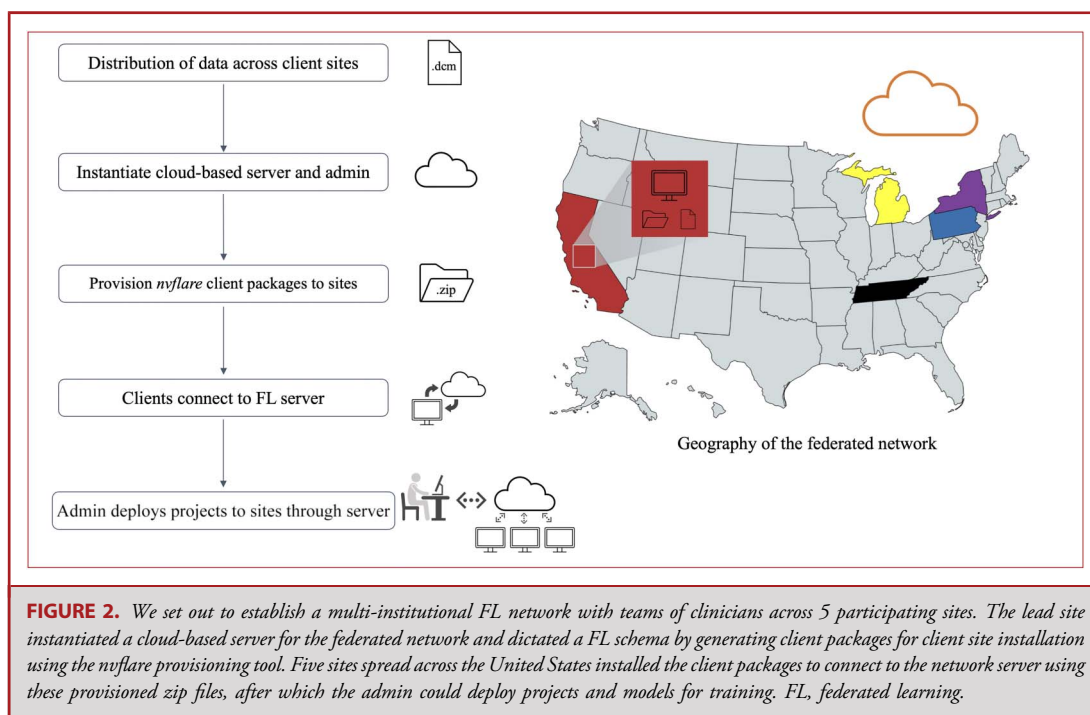 Distribution of data across client sites
.dcm
Instantiate cloud-based server and admin
Provision nvflare client packages to sites
.zip
Clients connect to FL server
Admin deploys projects to sites through server
Geography of the federated network
FIGURE 2. We set out to establish a multi-institutional FL network with teams of clinicians across 5 participating sites. The lead site
instantiated a cloud-based server for the federated network and dictated a FL schema by generating client packages for client site installation
using the nvflare provisioning tool. Five sites spread across the United States installed the client packages to connect to the network server using
these provisioned zip files, after which the admin could deploy projects and models for training. FL, federated learning.